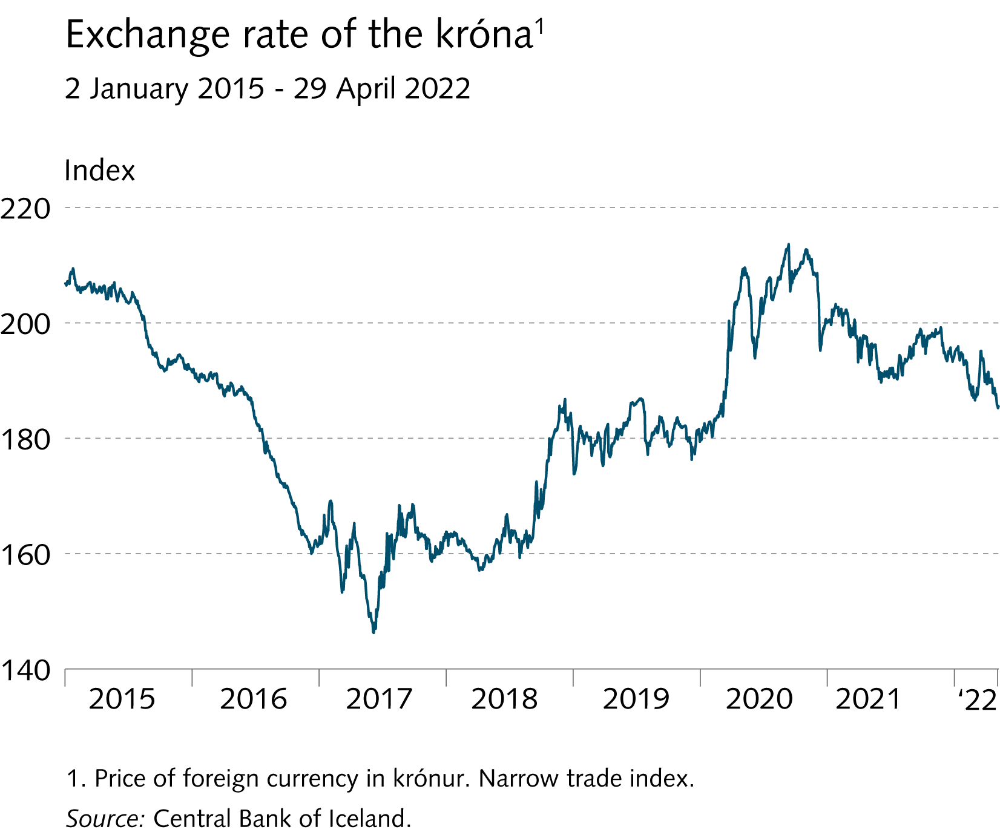 Exchange rate of the króna¹
2 January 2015 - 29 April 2022
Index
220
200
180
160
140
2015 2016 2017 2018 2019 2020 2021 ‘22
1. Price of foreign currency in krónur. Narrow trade index.
Source: Central Bank of Iceland.